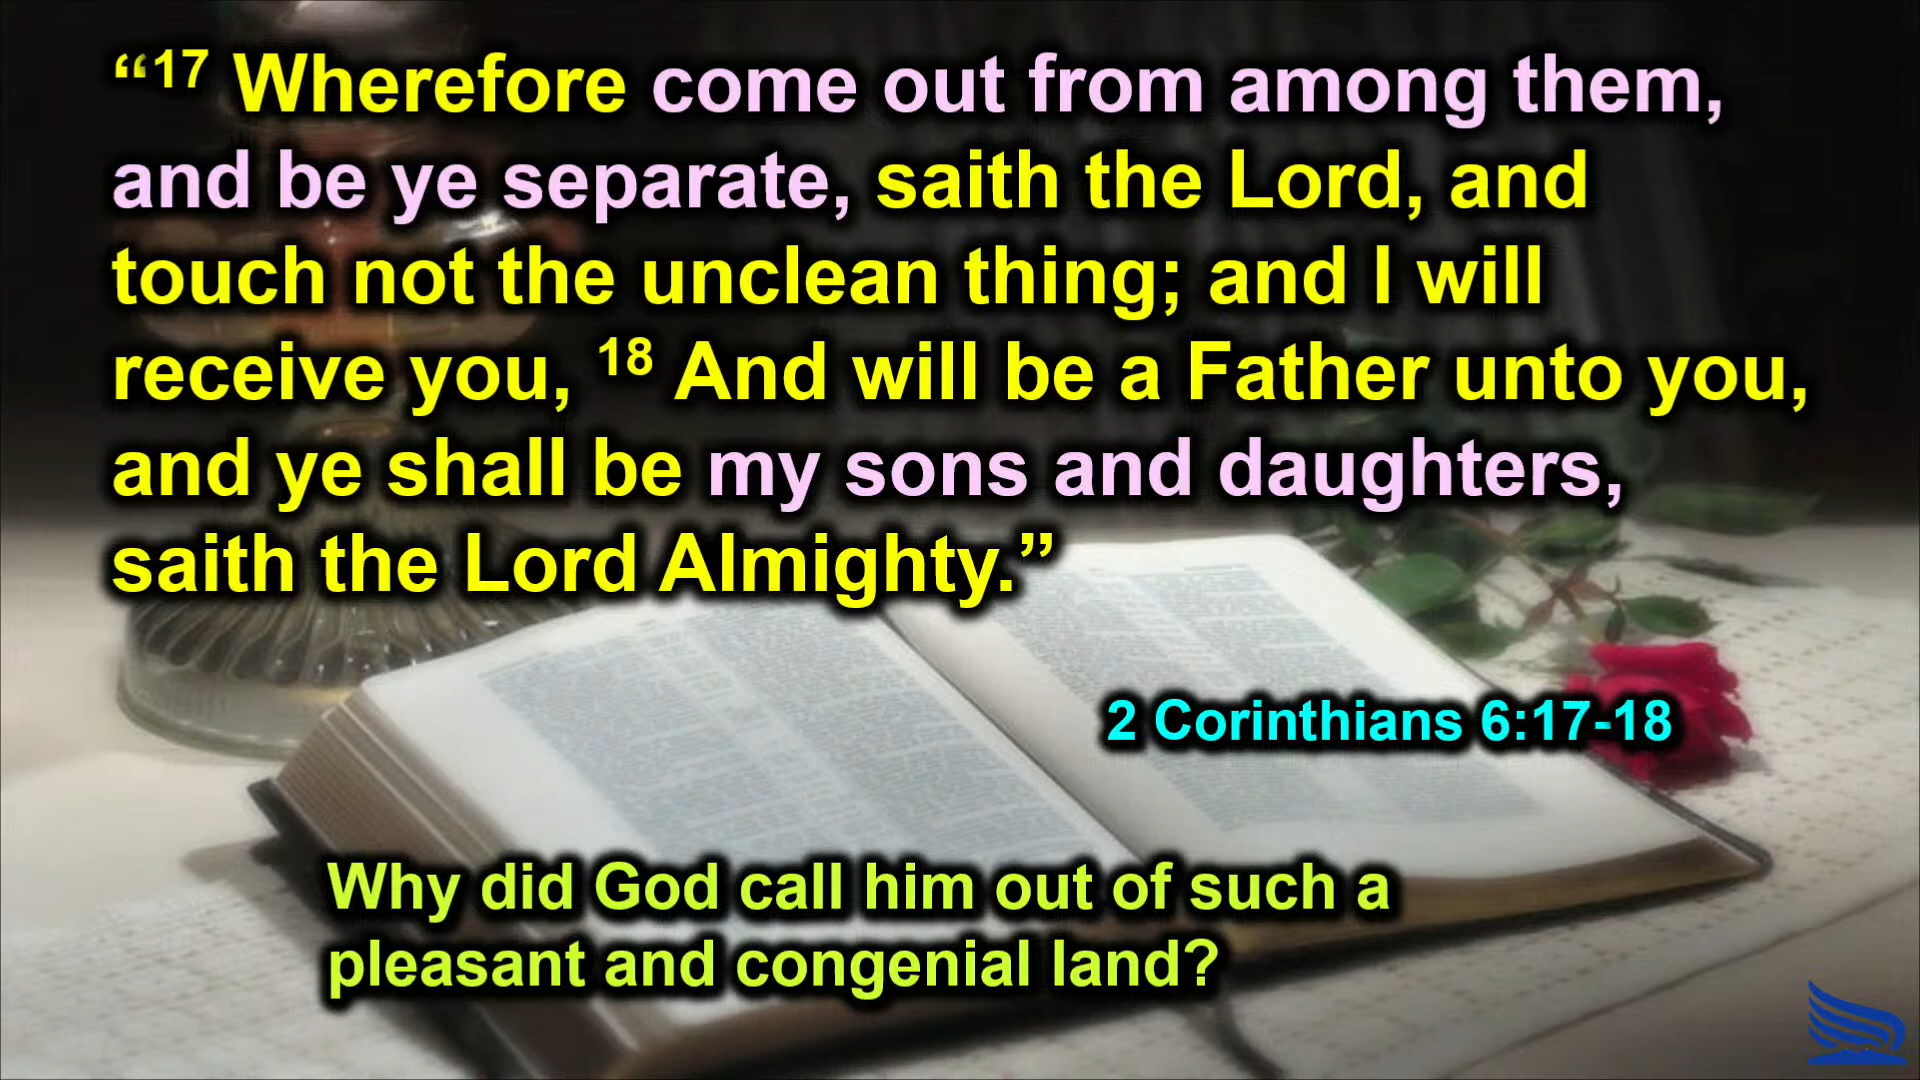 “17 Wherefore come out from among them,
and be ye separate, saith the Lord, and
touch not the unclean thing; and I will
receive you, 18 And will be a Father unto you,
and ye shall be my sons and daughters,
saith the Lord Almighty.”
2 Corinthians 6:17-18
Why did God call him out of such a
pleasant and congenial land?